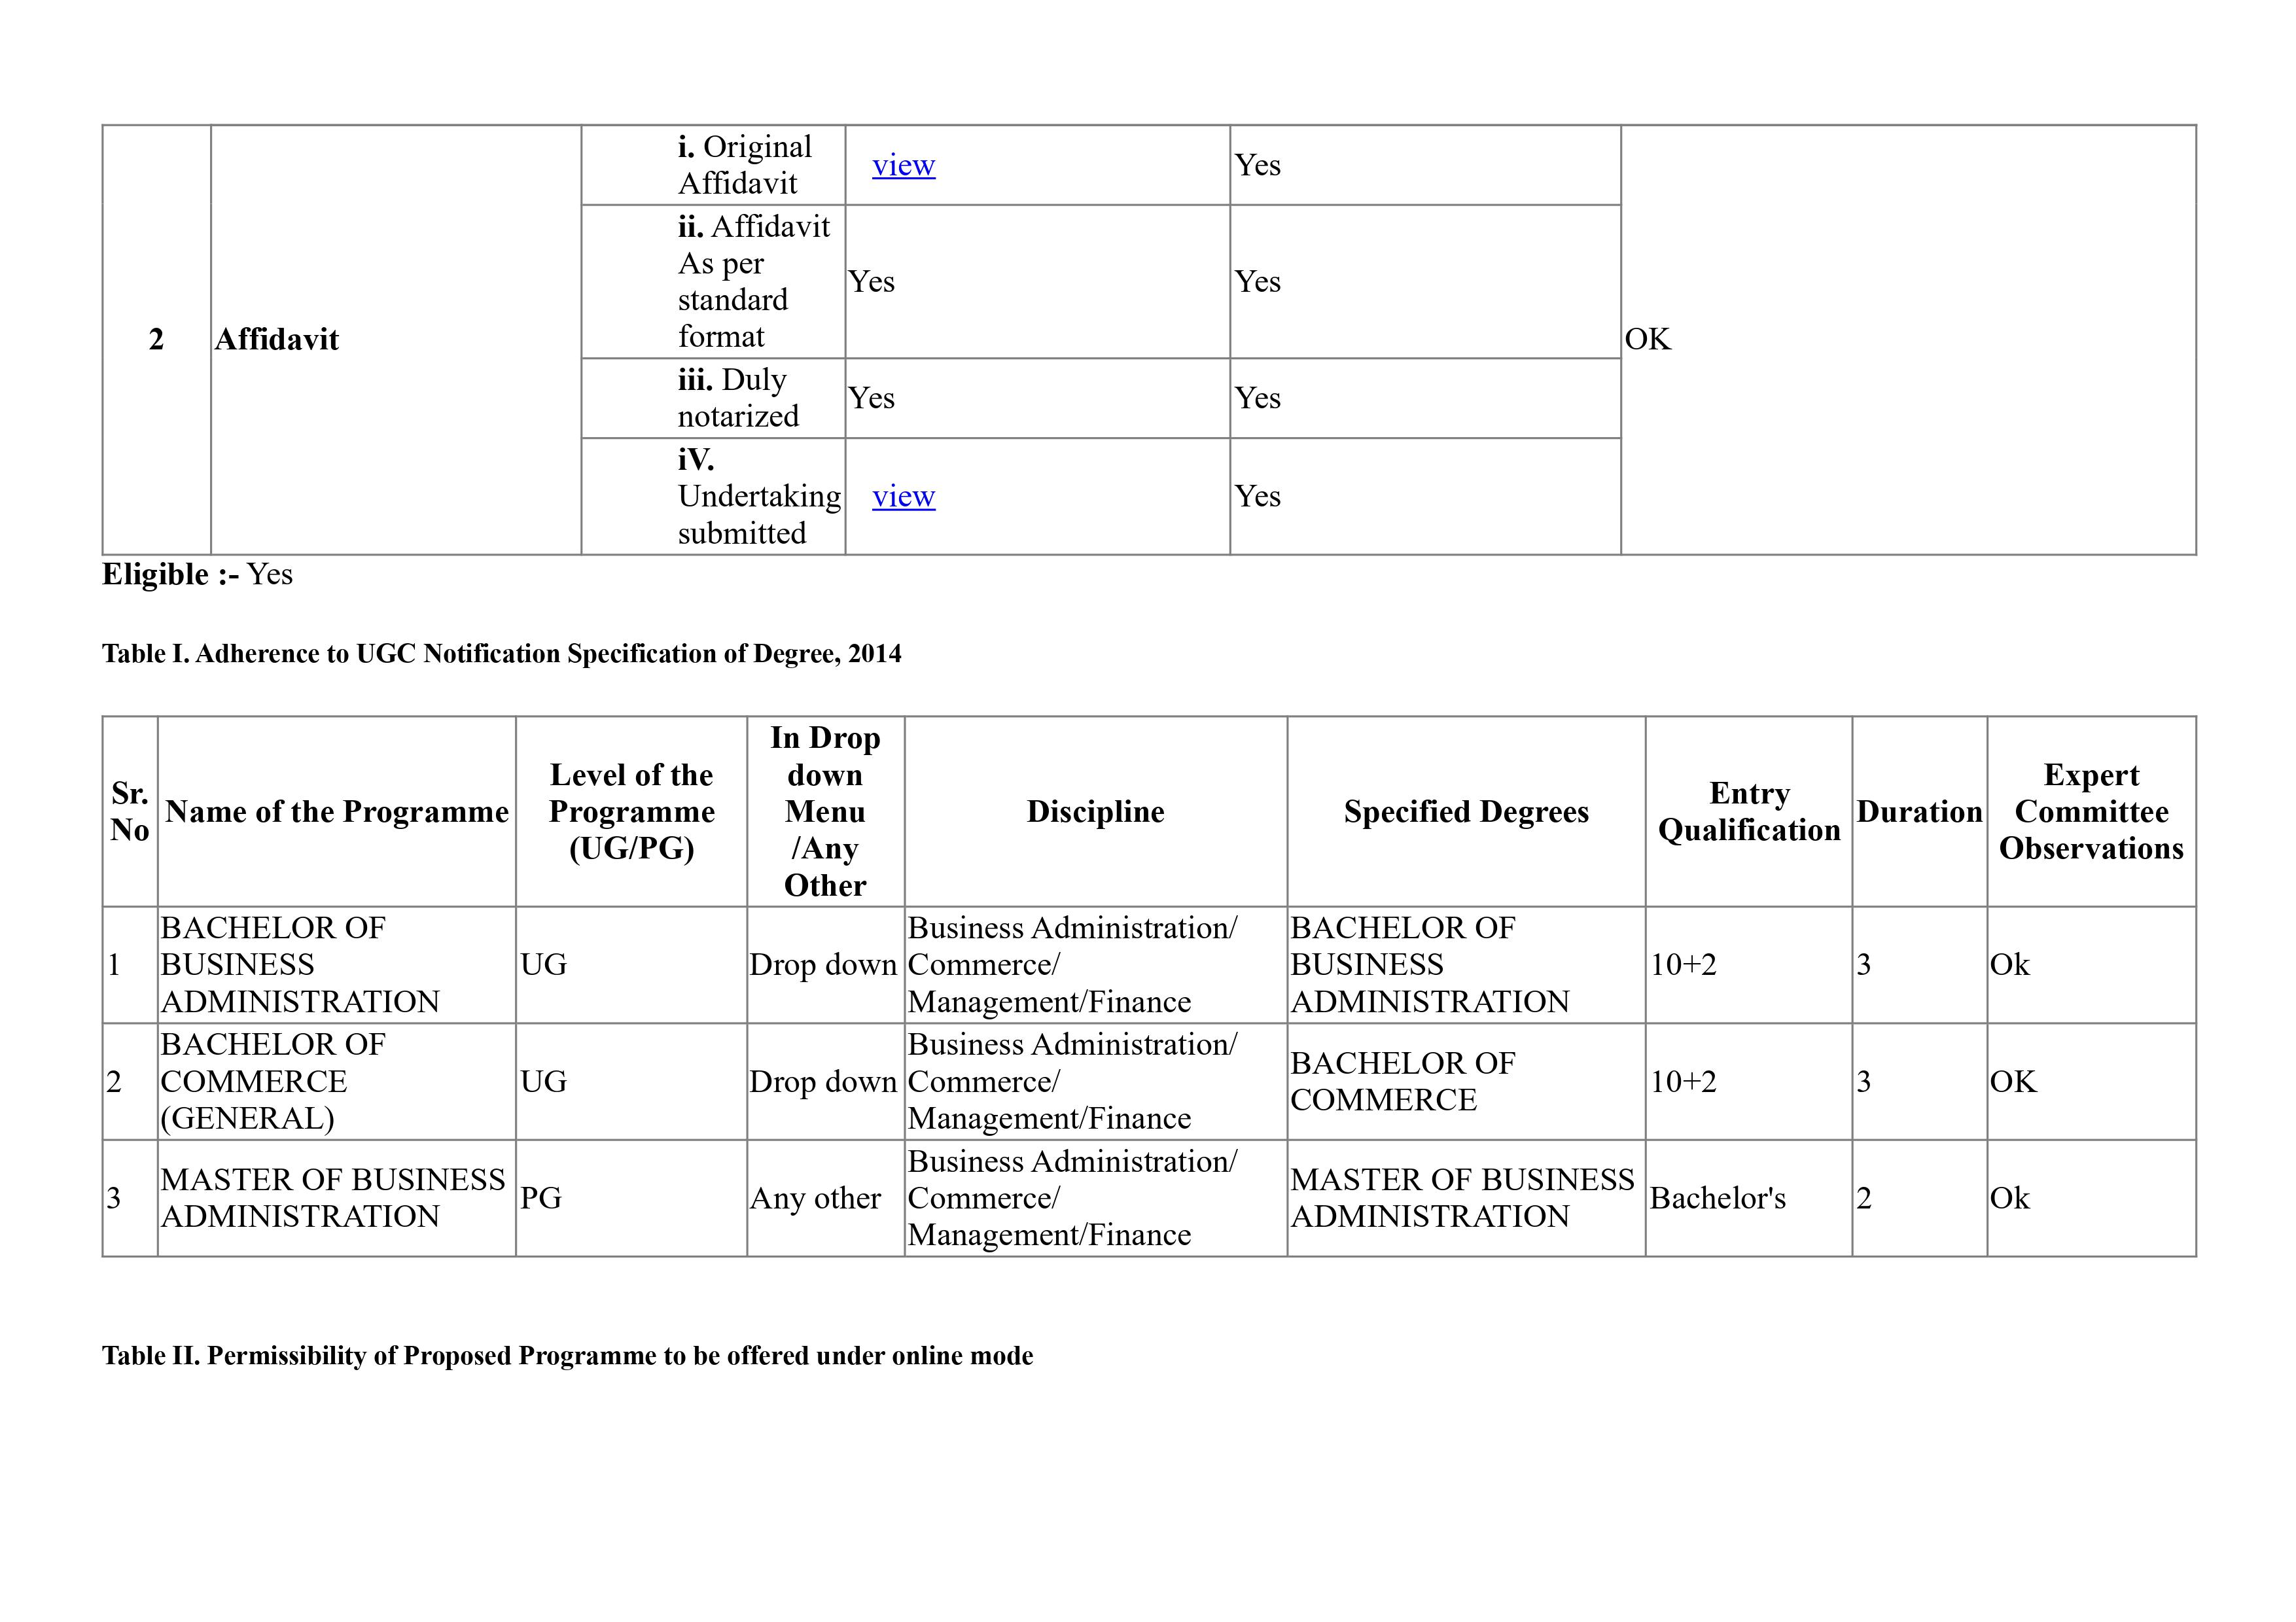 2
Affidavit
i. Original
Affidavit
view
Yes
OK
ii. Affidavit
As per
standard
format
Yes
Yes
iii. Duly
notarized
Yes
Yes
iV.
Undertaking
submitted
view
Yes
Eligible :- Yes
Table I. Adherence to UGC Notification Specification of Degree, 2014
Sr.
No
Name of the Programme
Level of the
Programme
(UG/PG)
In Drop
down
Menu
/Any
Other
Discipline
Specified Degrees
Entry
Qualification
Duration
Expert
Committee
Observations
1
BACHELOR OF
BUSINESS
ADMINISTRATION
UG
Drop down
Business Administration/
Commerce/
Management/Finance
BACHELOR OF
BUSINESS
ADMINISTRATION
10+2
3
Ok
2
BACHELOR OF
COMMERCE
(GENERAL)
UG
Drop down
Business Administration/
Commerce/
Management/Finance
BACHELOR OF
COMMERCE
10+2
3
OK
3
MASTER OF BUSINESS
ADMINISTRATION
PG
Any other
Business Administration/
Commerce/
Management/Finance
MASTER OF BUSINESS
ADMINISTRATION
Bachelor's
2
Ok
Table II. Permissibility of Proposed Programme to be offered under online mode